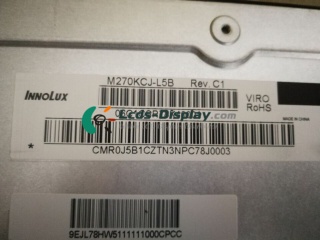 M270KCJ-L5B Rev C1
INNOLUX
VIRO
RoHS
Lcds-Display.com
MADE IN CHINA
* *
CMR0J5B1CZTN3NPC78J0003
9EJL78HW5111111000CPCC